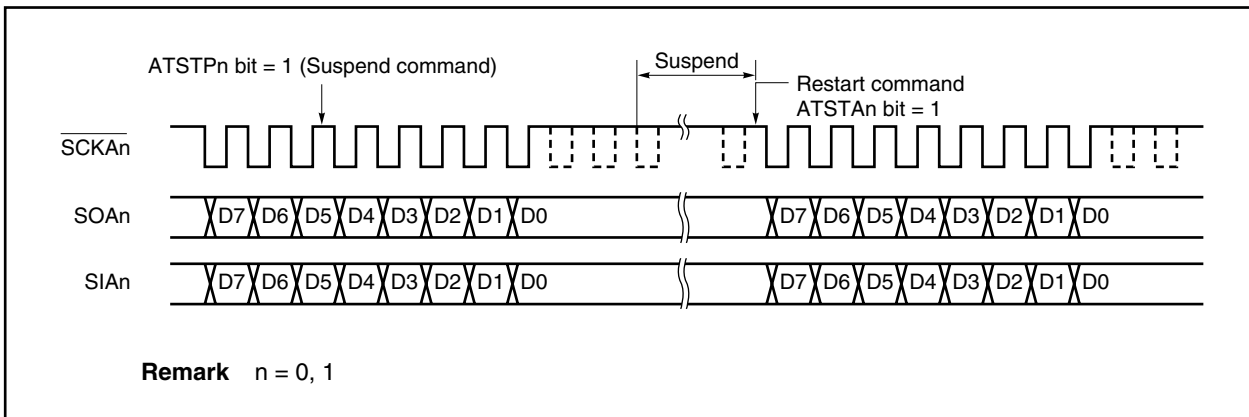 ATSTPn bit = 1 (Suspend command)
Suspend
Restart command
ATSTAn bit = 1
SCKAn
SOAn D7 D6 D5 D4 D3 D2 D1 D0 D7 D6 D5 D4 D3 D2 D1 D0
SIAn D7 D6 D5 D4 D3 D2 D1 D0 D7 D6 D5 D4 D3 D2 D1 D0
Remark n = 0, 1